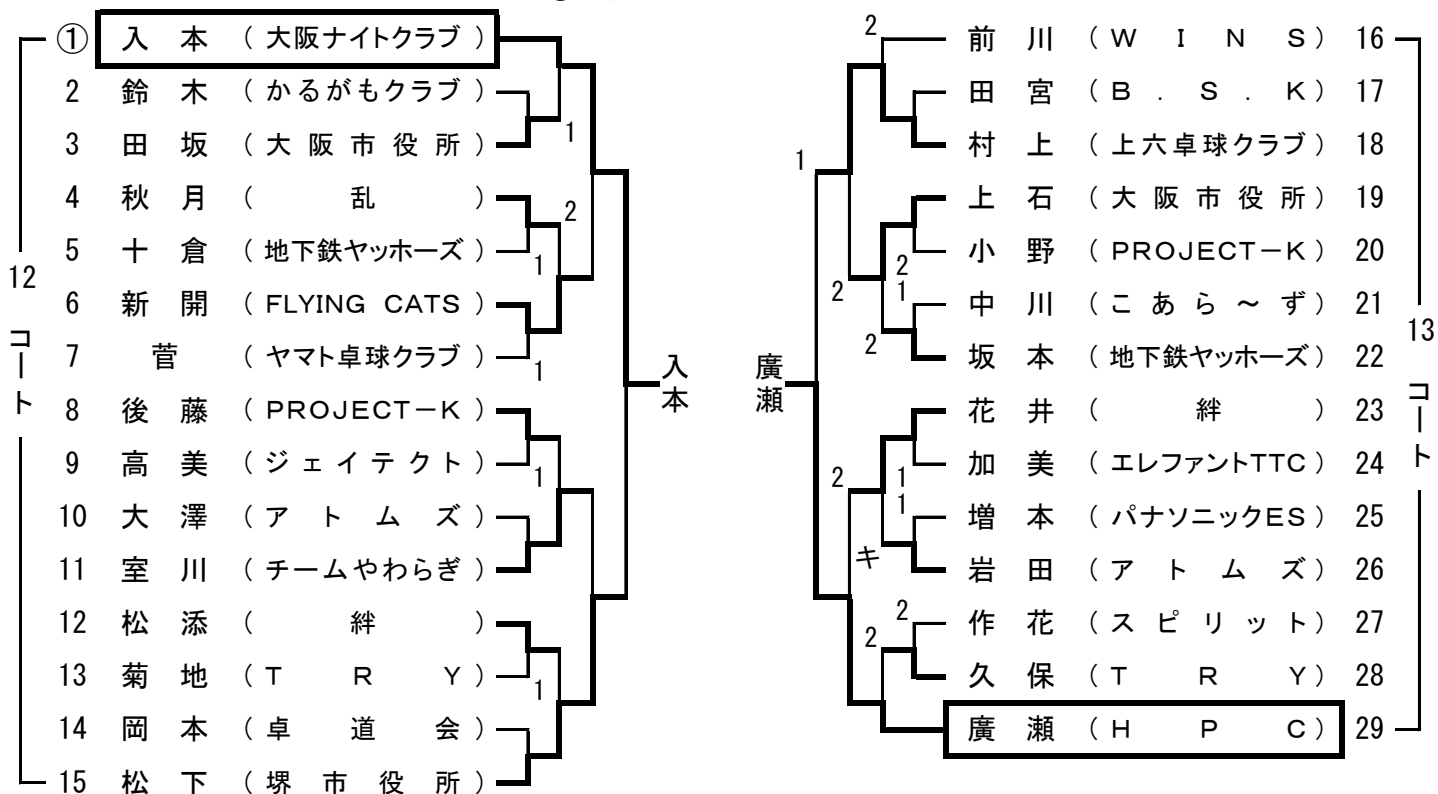 ① 入本 (大阪ナイトクラブ)
2 鈴木 (かるがもクラブ)
1
3 田坂 (大阪市役所)
4 秋月 (乱)
2
5 十倉 (地下鉄ヤッホーズ)
1
12
コート
6 新開 (FLYING CATS)
7 菅 (ヤマト卓球クラブ)
1
入本
8 後藤 (PROJECT-K)
9 高美 (ジェイテクト)
1
10 大澤 (アトムズ)
11 室川 (チームやわらぎ)
12 松添 (絆)
13 菊地 (TRY)
1
14 岡本 (卓道会)
15 松下 (堺市役所)
2
前川 (WINS) 16
田宮 (B.S.K) 17
村上 (上六卓球クラブ) 18
1
上石 (大阪市役所) 19
小野 (PROJECT-K) 20
2
2
1
中川 (こあら~ず) 21
13
コート
2
坂本 (地下鉄ヤッホーズ) 22
廣瀬
花井 (絆) 23
加美 (エレファントTTC) 24
2
1
1
増本 (パナソニックES) 25
キ
岩田 (アトムズ) 26
2
作花 (スピリット) 27
2
久保 (TRY) 28
廣瀬 (HPC) 29